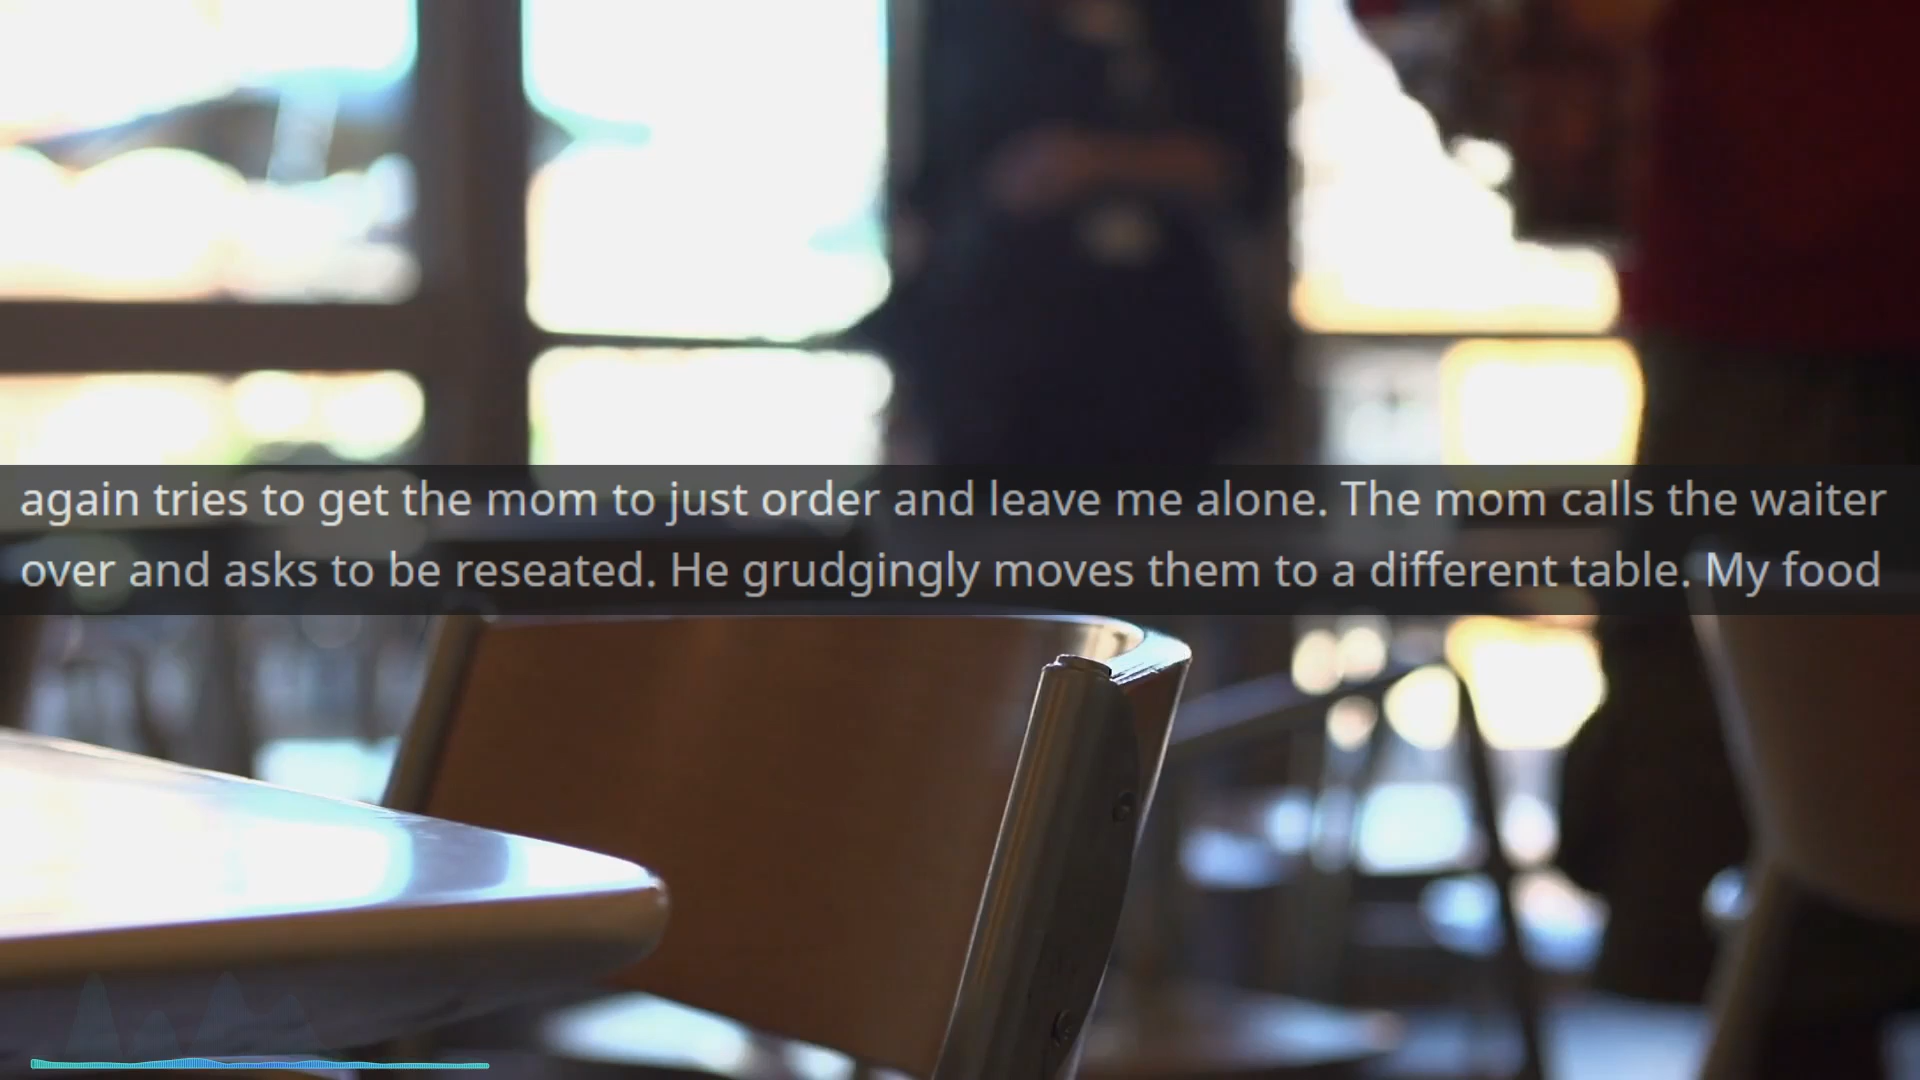 again tries to get the mom to just order and leave me alone. The mom calls the waiter
over and asks to be reseated. He grudgingly moves them to a different table. My food